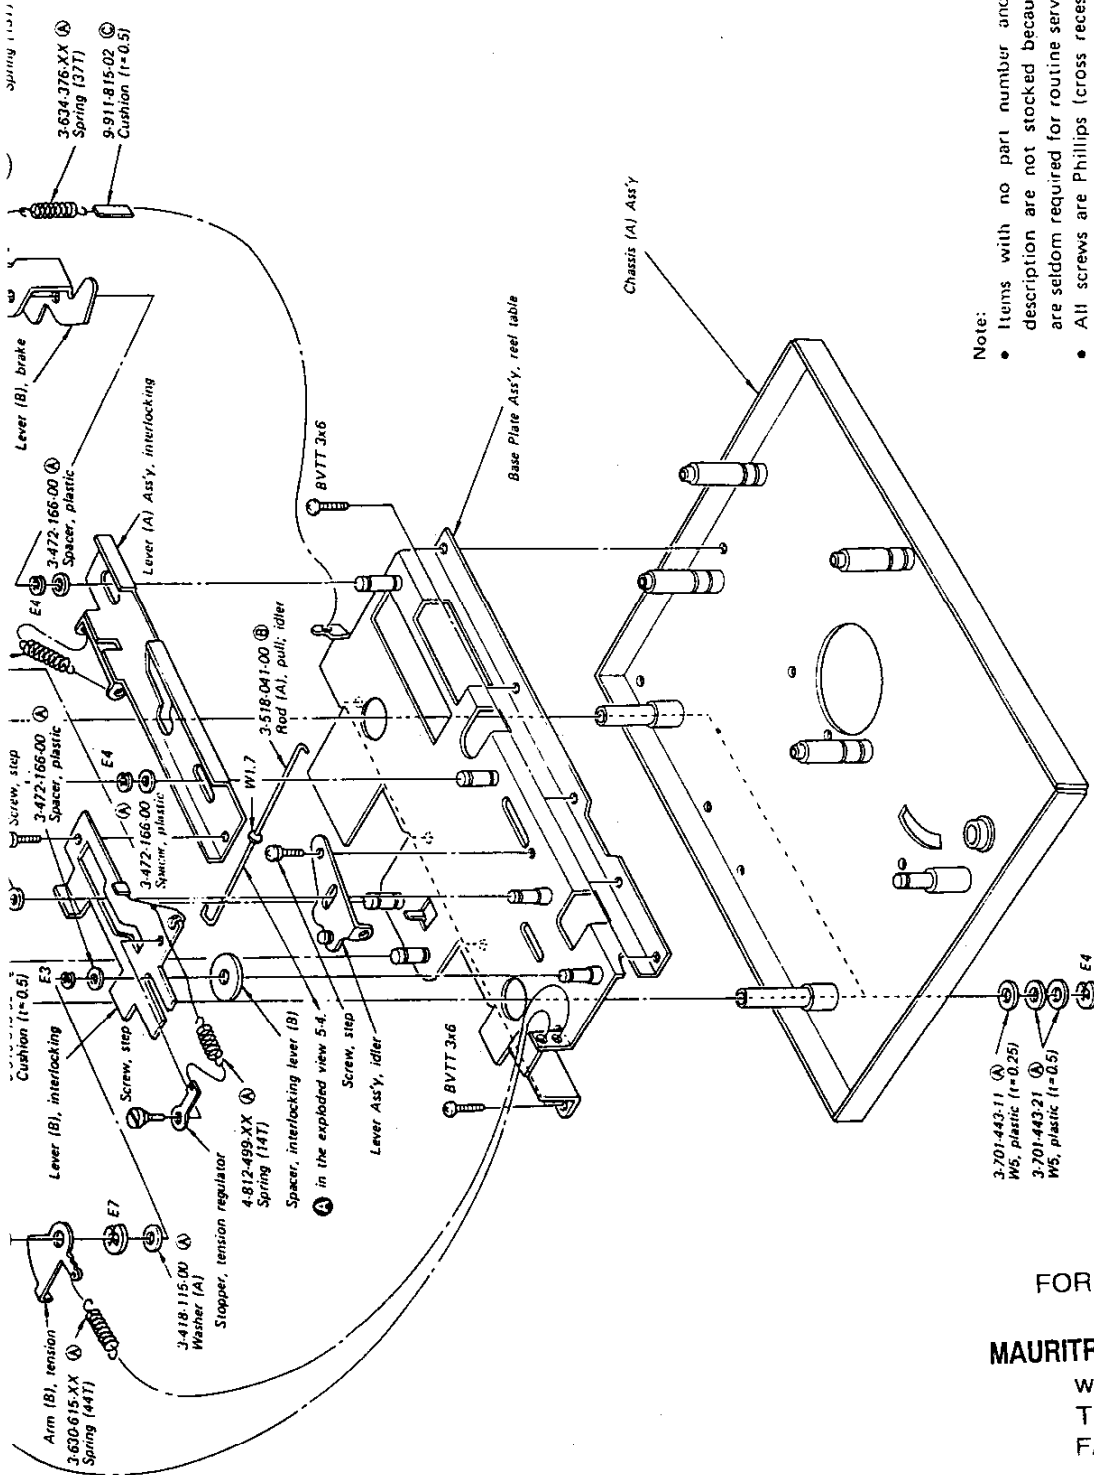 3-634-376-XX Ⓐ
Spring (37T)
9-911-815-02 Ⓒ
Cushion (t=0.5)
Lever (B), brake
3-472-166-00 Ⓐ
Spacer, plastic
E4
Lever (A) Ass'y, interlocking
BVTT 3x6
Base Plate Ass'y, reel table
Chassis (A) Ass'y
Note:
• Items with no part number and
description are not stocked becau
are seldom required for routine serv
• All screws are Phillips (cross reces
Screw, step
3-472-166-00 Ⓐ
Spacer, plastic
E4
Ⓐ
3-472-166-00
Spacer, plastic
W1.7
3-518-041-00 Ⓑ
Rod (A), pull; idler
Cushion (t=0.5)
E3
Lever (B), interlocking
Screw, step
4-812-499-XX Ⓐ
Spring (14T)
Spacer, interlocking lever (B)
A in the exploded view 5-4.
Screw, step
Lever Ass'y, idler
BVTT 3x6
Arm (B), tension
3-630-615-XX Ⓐ
Spring (44T)
E7
3-418-115-00 Ⓐ
Washer (A)
Stopper, tension regulator
3-701-443-11 Ⓐ
W5, plastic (t=0.25)
3-701-443-21 Ⓐ
W5, plastic (t=0.5)
E4
FOR
MAURITR